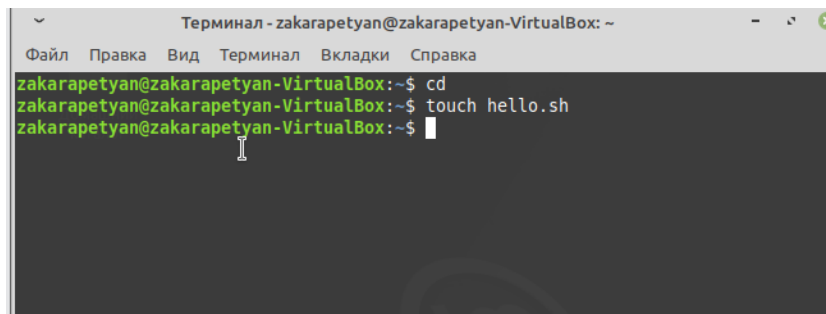 Терминал - zakarapetyan@zakarapetyan-VirtualBox: ~
Файл Правка Вид Терминал Вкладки Справка
zakarapetyan@zakarapetyan-VirtualBox:~$ cd
zakarapetyan@zakarapetyan-VirtualBox:~$ touch hello.sh
zakarapetyan@zakarapetyan-VirtualBox:~$